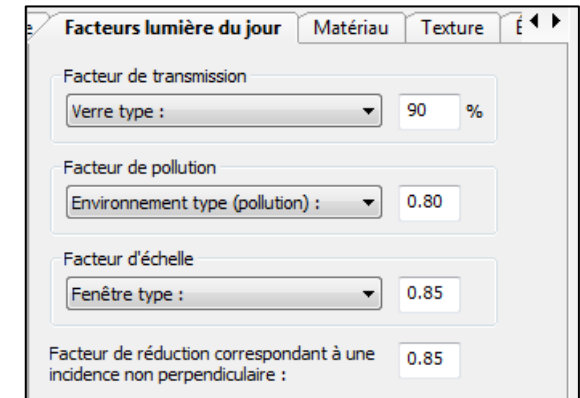 e Facteurs lumière du jour Matériau Texture É
Facteur de transmission
Verre type : 90 %
Facteur de pollution
Environnement type (pollution) : 0.80
Facteur d'échelle
Fenêtre type : 0.85
Facteur de réduction correspondant à une 0.85
incidence non perpendiculaire :